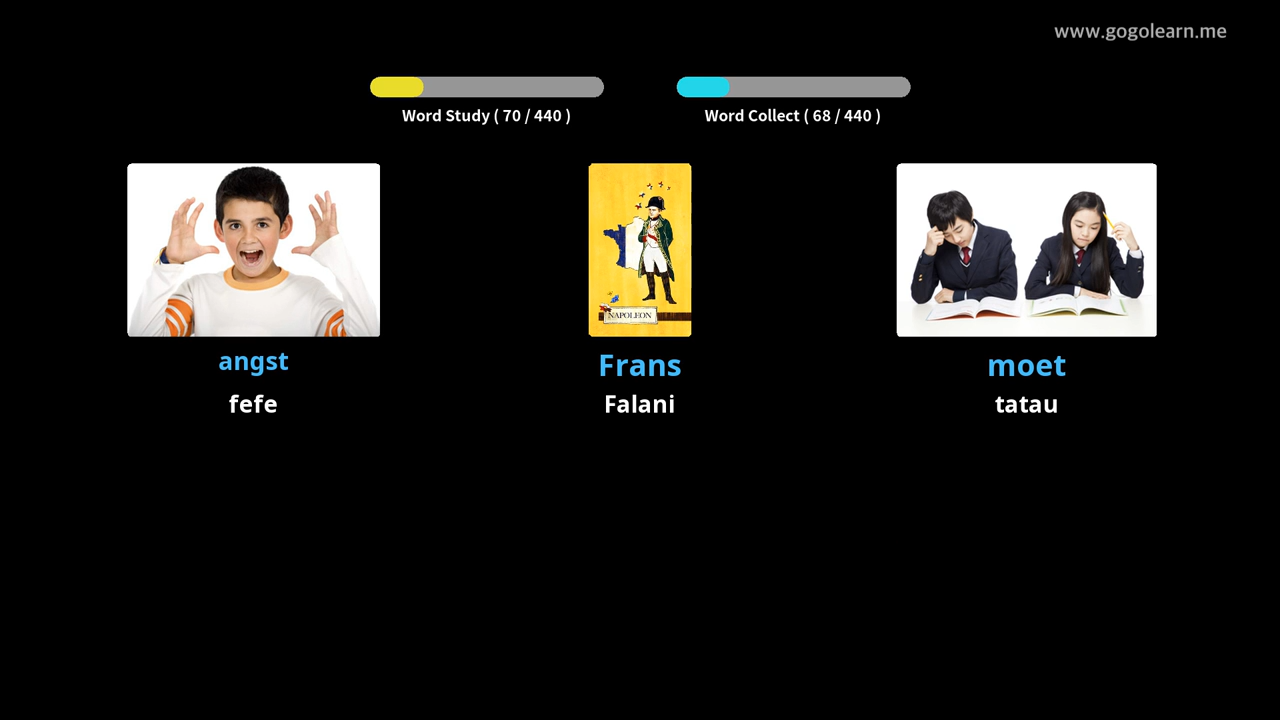 www.gogolearn.me
Word Study ( 70 / 440 )
Word Collect ( 68 / 440 )
NAPOLEON
angst
Frans
moet
fefe
Falani
tatau